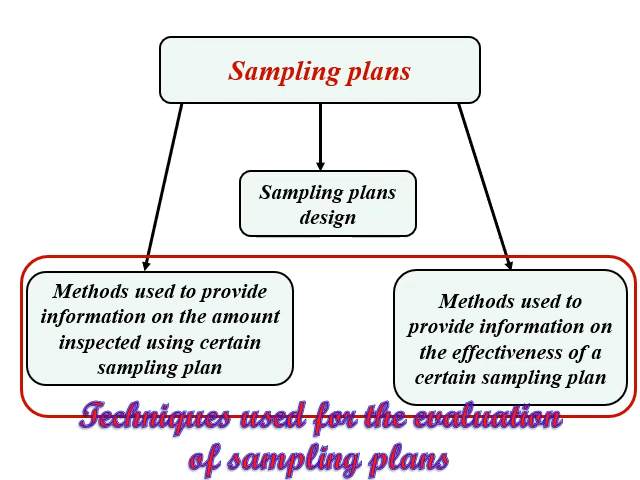 Sampling plans
Sampling plans
design
Methods used to provide
information on the amount
inspected using certain
sampling plan
Methods used to
provide information on
the effectiveness of a
certain sampling plan
Techniques used for the evaluation
of sampling plans